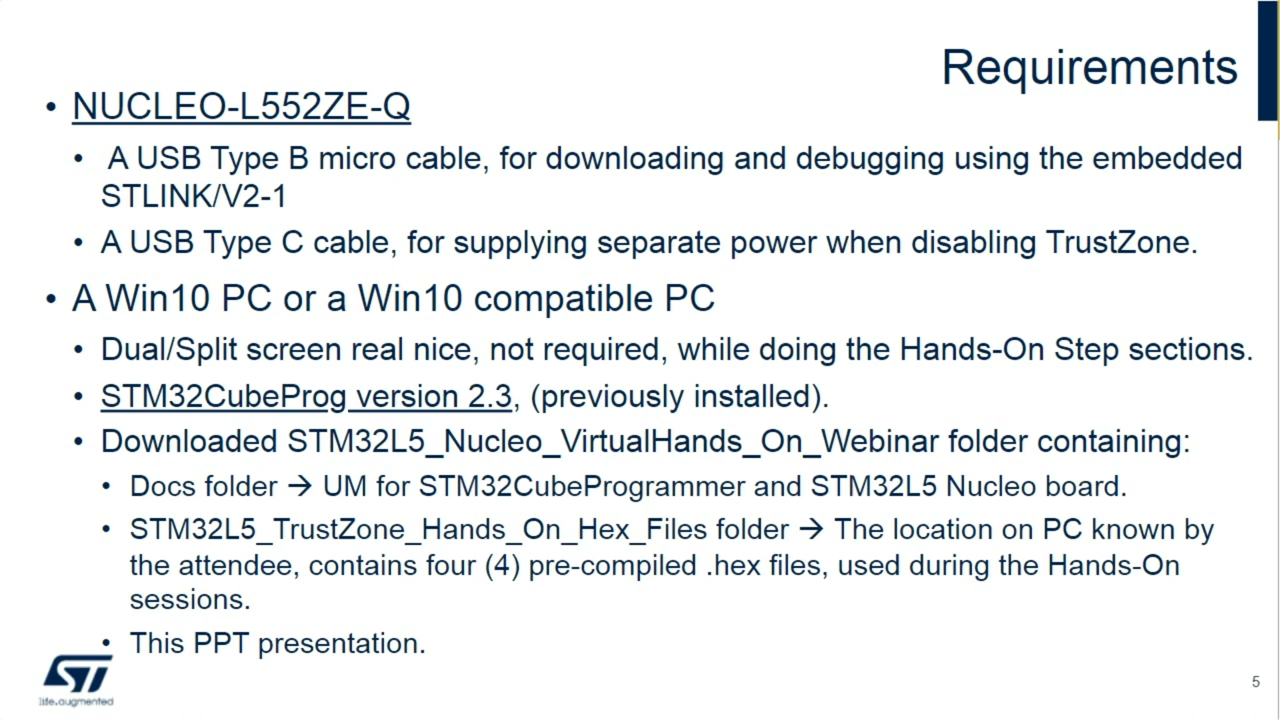 Requirements
• NUCLEO-L552ZE-Q
• A USB Type B micro cable, for downloading and debugging using the embedded
STLINK/V2-1
• A USB Type C cable, for supplying separate power when disabling TrustZone.
• A Win10 PC or a Win10 compatible PC
• Dual/Split screen real nice, not required, while doing the Hands-On Step sections.
• STM32CubeProg version 2.3, (previously installed).
• Downloaded STM32L5_Nucleo_VirtualHands_On_Webinar folder containing:
• Docs folder → UM for STM32CubeProgrammer and STM32L5 Nucleo board.
• STM32L5_TrustZone_Hands_On_Hex_Files folder → The location on PC known by
the attendee, contains four (4) pre-compiled .hex files, used during the Hands-On
sessions.
• This PPT presentation.
ST
life.augmented
5